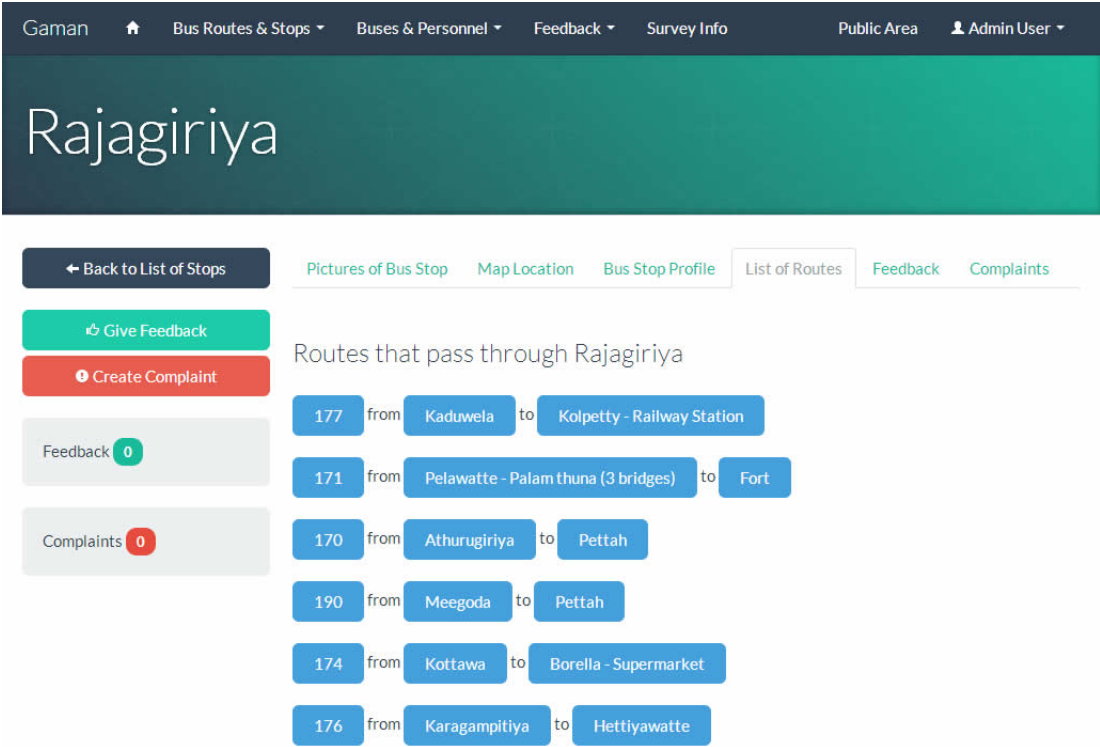 Gaman Bus Routes & Stops Buses & Personnel Feedback Survey Info Public Area Admin User
Rajagiriya
Back to List of Stops
Give Feedback
Create Complaint
Feedback 0
Complaints 0
Pictures of Bus Stop Map Location Bus Stop Profile List of Routes Feedback Complaints
Routes that pass through Rajagiriya
177 from Kaduwela to Kolpetty - Railway Station
171 from Pelawatte - Palam thuna (3 bridges) to Fort
170 from Athurugiriya to Pettah
190 from Meegoda to Pettah
174 from Kottawa to Borella - Supermarket
176 from Karagampitiya to Hettiyawatte